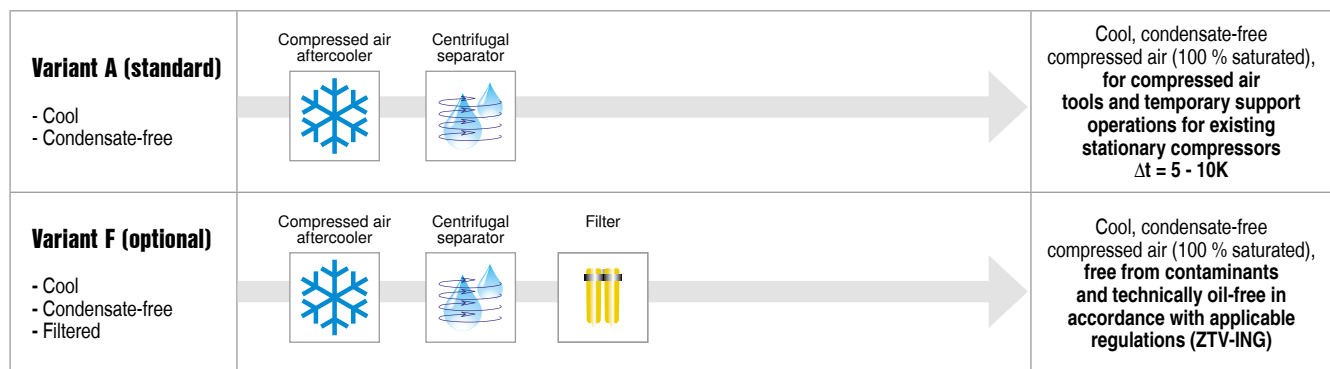 Variant A (standard)
- Cool
- Condensate-free
Compressed air
aftercooler
Centrifugal
separator
Cool, condensate-free
compressed air (100 % saturated),
for compressed air
tools and temporary support
operations for existing
stationary compressors
Δt = 5 - 10K
Variant F (optional)
- Cool
- Condensate-free
- Filtered
Compressed air
aftercooler
Centrifugal
separator
Filter
Cool, condensate-free
compressed air (100 % saturated),
free from contaminants
and technically oil-free in
accordance with applicable
regulations (ZTV-ING)